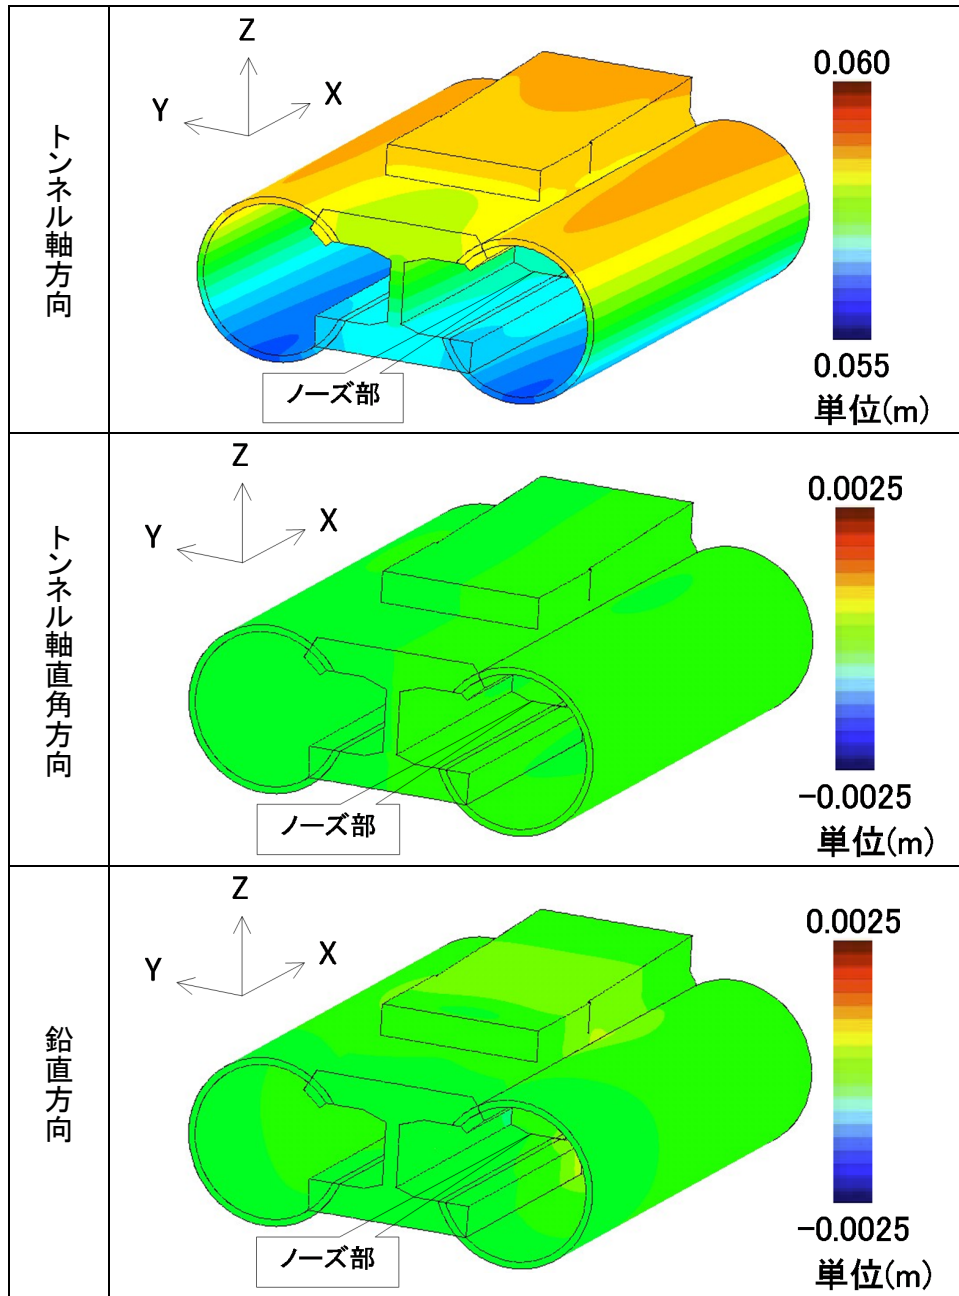 トンネル軸方向
Z
Y
X
ノーズ部
0.060
0.055
単位(m)
トンネル軸直角方向
Z
Y
X
ノーズ部
0.0025
-0.0025
単位(m)
鉛直方向
Z
Y
X
ノーズ部
0.0025
-0.0025
単位(m)